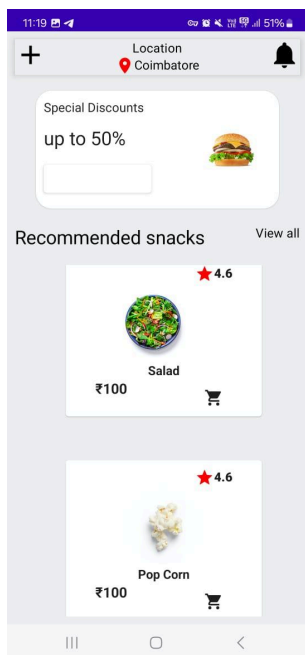 11:19
51%
Location
Coimbatore
Special Discounts
up to 50%
Recommended snacks
View all
4.6
Salad
₹100
4.6
Pop Corn
₹100